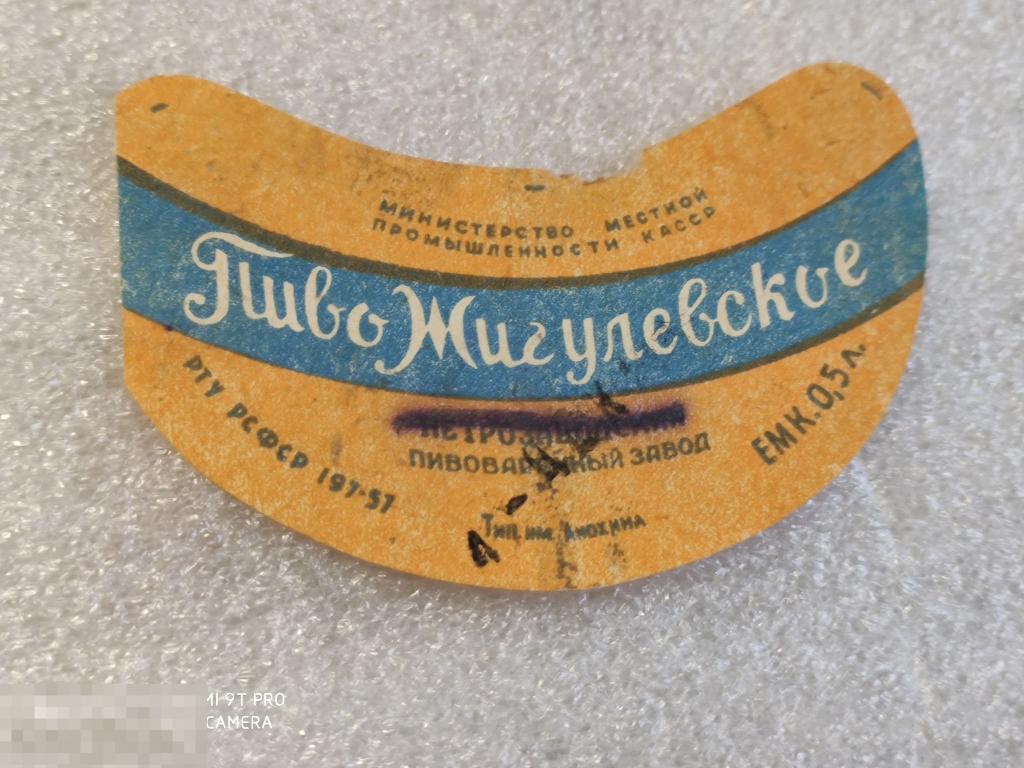 МИНИСТЕРСТВО МЕСТНОЙ
ПРОМЫШЛЕННОСТИ КАССР
Пиво Жигулевское
РТУ РСФСР 197-57
ПИВОВАРЕННЫЙ ЗАВОД
ЕМК. 0,5 л.
Тип. им. Анохина
MI 9T PRO
CAMERA